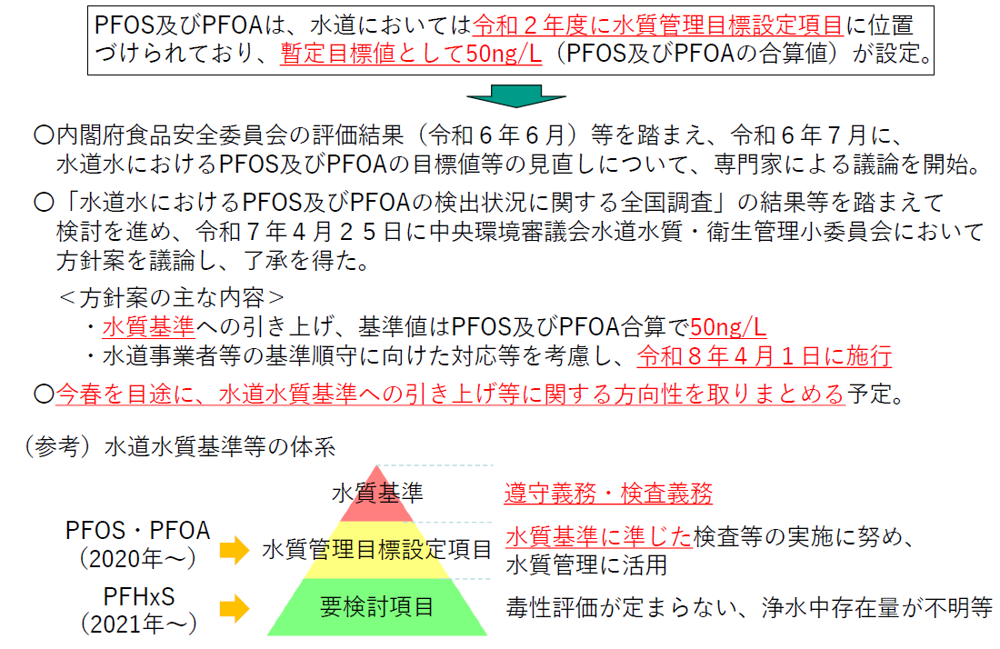 PFOS及びPFOAは、水道においては令和２年度に水質管理目標設定項目に位置
づけられており、暫定目標値として50ng/L（PFOS及びPFOAの合算値）が設定。
〇内閣府食品安全委員会の評価結果（令和６年６月）等を踏まえ、令和６年７月に、
水道水におけるPFOS及びPFOAの目標値等の見直しについて、専門家による議論を開始。
〇「水道水におけるPFOS及びPFOAの検出状況に関する全国調査」の結果等を踏まえて
検討を進め、令和７年４月２５日に中央環境審議会水道水質・衛生管理小委員会において
方針案を議論し、了承を得た。
＜方針案の主な内容＞
・水質基準への引き上げ、基準値はPFOS及びPFOA合算で50ng/L
・水道事業者等の基準順守に向けた対応等を考慮し、令和８年４月１日に施行
〇今春を目途に、水道水質基準への引き上げ等に関する方向性を取りまとめる予定。
（参考）水道水質基準等の体系
水質基準
遵守義務・検査義務
PFOS・PFOA
（2020年～）
水質管理目標設定項目
水質基準に準じた検査等の実施に努め、
水質管理に活用
PFHxS
（2021年～）
要検討項目
毒性評価が定まらない、浄水中存在量が不明等